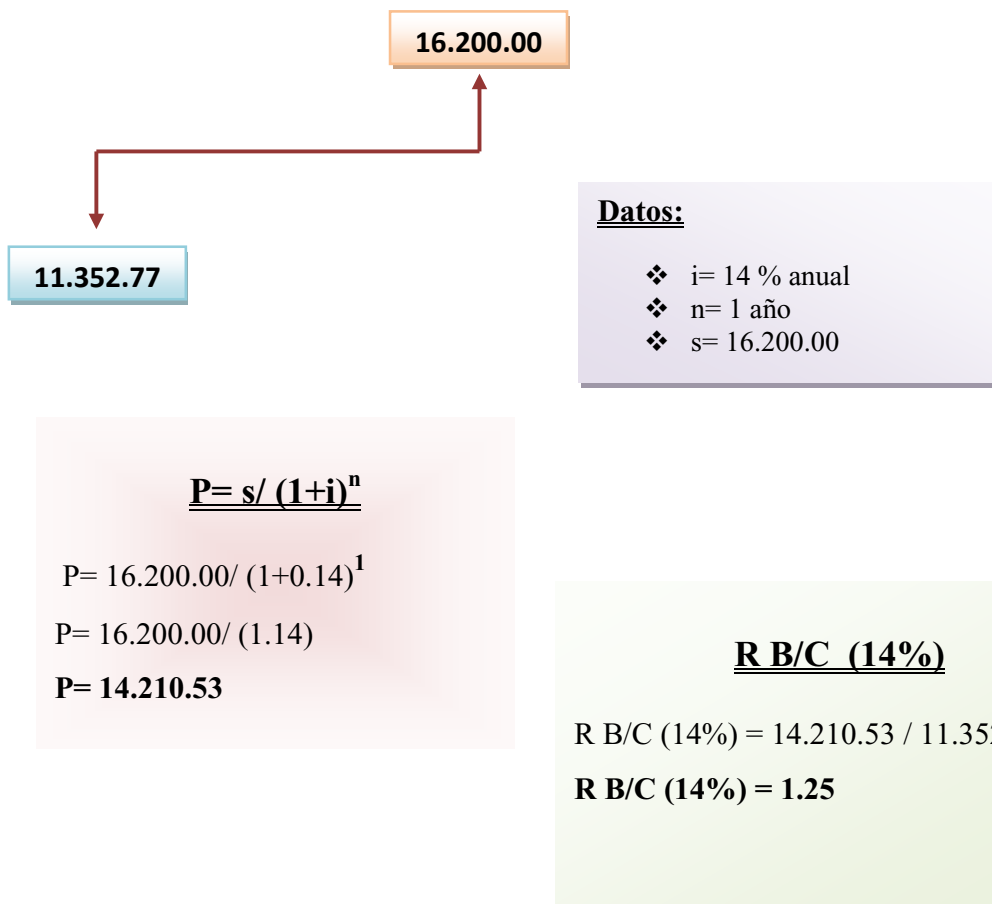 16.200.00
11.352.77
Datos:
❖ i= 14 % anual
❖ n= 1 año
❖ s= 16.200.00
P= s/ (1+i)ⁿ
P= 16.200.00/ (1+0.14)¹
P= 16.200.00/ (1.14)
P= 14.210.53
R B/C (14%)
R B/C (14%) = 14.210.53 /
R B/C (14%) = 1.25